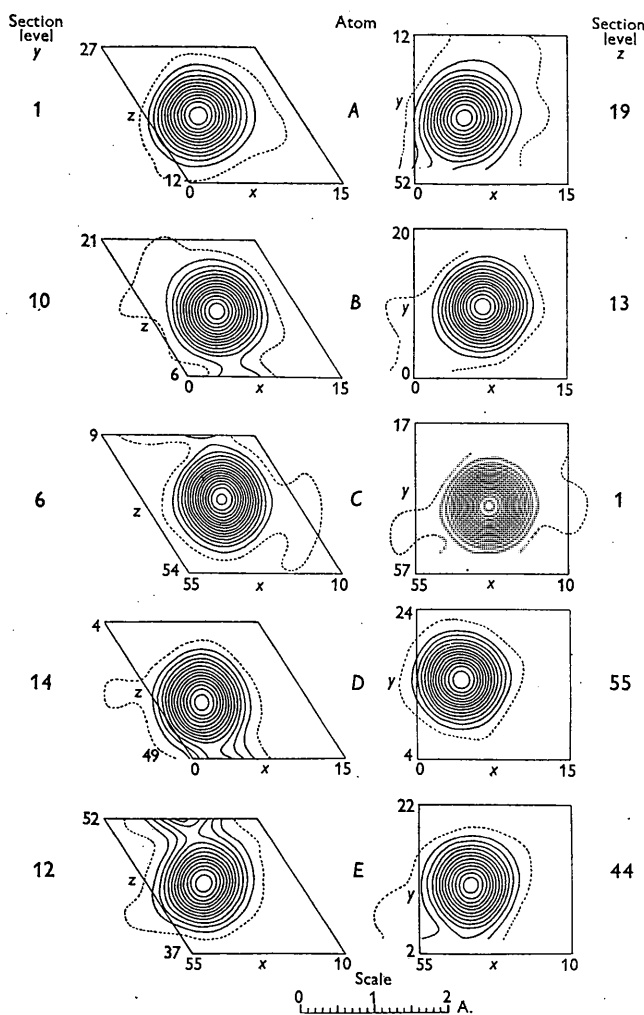 Section level y
Atom
Section level z
27
12
1
z
A
y
19
12
52
0
x
15
0
x
15
21
20
10
z
B
y
13
6
0
0
x
15
0
x
15
9
17
6
z
C
y
1
54
57
55
x
10
55
x
10
4
24
14
z
D
y
55
49
4
0
x
15
0
x
15
52
22
12
z
E
y
44
37
2
55
x
10
55
x
10
Scale
0 1 2 A.